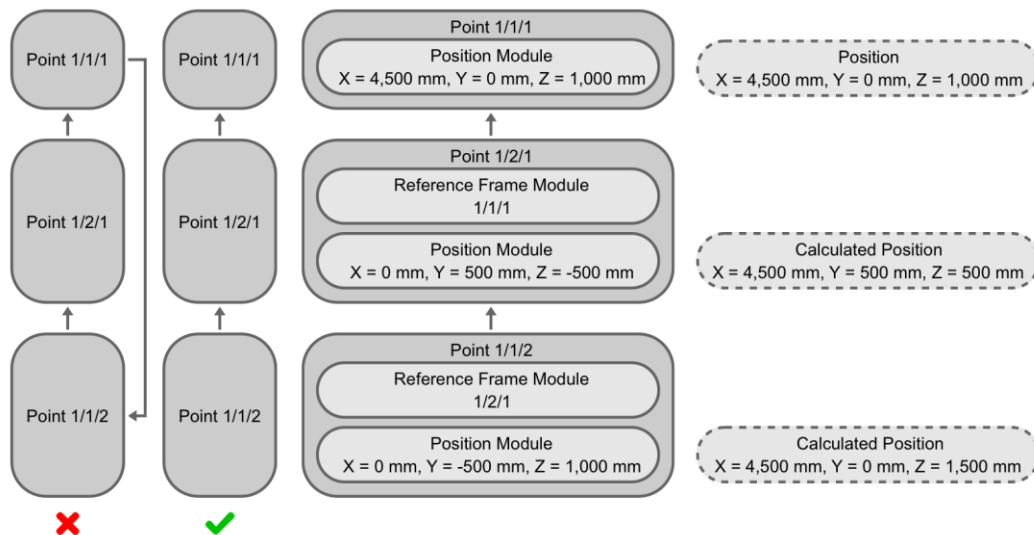 Point 1/1/1
Point 1/2/1
Point 1/1/2
Point 1/1/1
Point 1/2/1
Point 1/1/2
Point 1/1/1
Position Module
X = 4,500 mm, Y = 0 mm, Z = 1,000 mm
Point 1/2/1
Reference Frame Module
1/1/1
Position Module
X = 0 mm, Y = 500 mm, Z = -500 mm
Point 1/1/2
Reference Frame Module
1/2/1
Position Module
X = 0 mm, Y = -500 mm, Z = 1,000 mm
Position
X = 4,500 mm, Y = 0 mm, Z = 1,000 mm
Calculated Position
X = 4,500 mm, Y = 500 mm, Z = 500 mm
Calculated Position
X = 4,500 mm, Y = 0 mm, Z = 1,500 mm